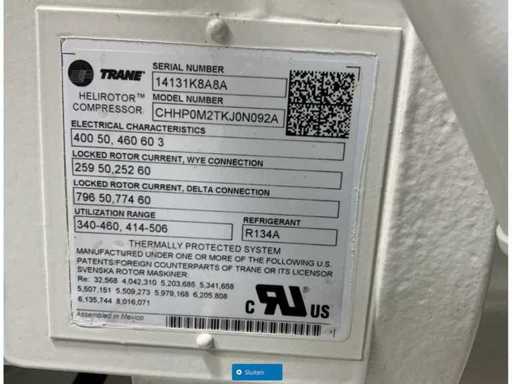 TRANE
HELIROTOR™
COMPRESSOR
SERIAL NUMBER
14131K8A8A
MODEL NUMBER
CHHP0M2TKJ0N092A
ELECTRICAL CHARACTERISTICS
400 50, 460 60 3
LOCKED ROTOR CURRENT, WYE CONNECTION
259 50,252 60
LOCKED ROTOR CURRENT, DELTA CONNECTION
796 50,774 60
UTILIZATION RANGE
340-460, 414-506
REFRIGERANT
R134A
THERMALLY PROTECTED SYSTEM
MANUFACTURED UNDER ONE OR MORE OF THE FOLLOWING U.S.
PATENTS/FOREIGN COUNTERPARTS OF TRANE OR ITS LICENSOR
SVENSKA ROTOR MASKINER:
Re: 32,568 4,042,310 5,203,685 5,341,658
5,507,151 5,509,273 5,979,168 6,205,808
6,135,744 8,016,071
C US
Assembled in Mexico
Sluiten